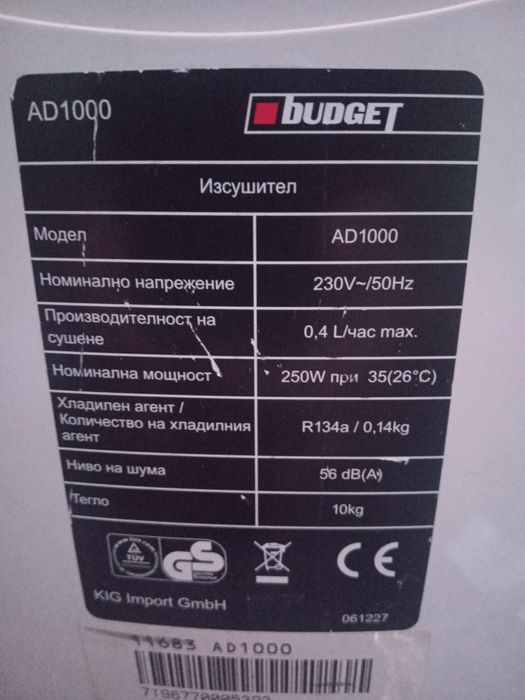 AD1000
BUDGET
Изсушител
Модел AD1000
Номинално напрежение 230V~/50Hz
Производителност на
сушене 0,4 L/час max.
Номинална мощност 250W при 35(26°C)
Хладилен агент /
Количество на хладилния
агент R134a / 0,14kg
Ниво на шума 56 dB(A)
Тегло 10kg
TÜV GS CE
KIG Import GmbH
061227
11683 AD1000